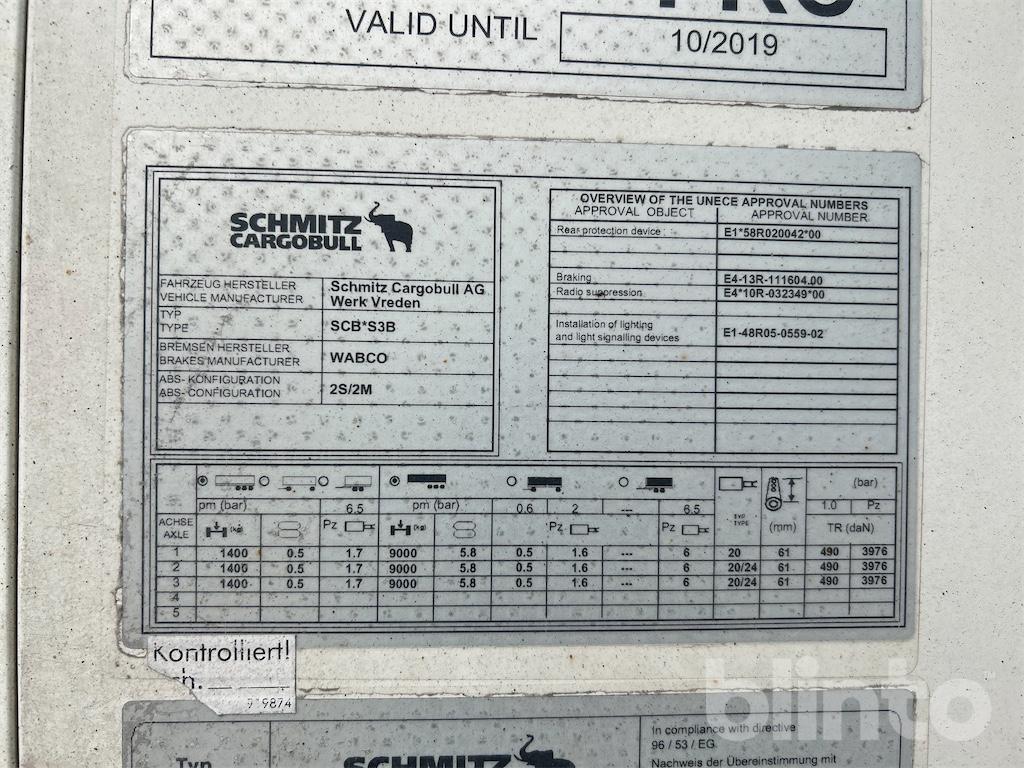 VALID UNTIL
10/2019
SCHMITZ
CARGOBULL
FAHRZEUG HERSTELLER
VEHICLE MANUFACTURER
Schmitz Cargobull AG
Werk Vreden
TYP
TYPE
SCB*S3B
BREMSEN HERSTELLER
BRAKES MANUFACTURER
WABCO
ABS- KONFIGURATION
ABS- CONFIGURATION
2S/2M
OVERVIEW OF THE UNECE APPROVAL NUMBERS
APPROVAL OBJECT APPROVAL NUMBER
Rear protection device E1*58R020042*00
Braking E4-13R-111604.00
Radio suppression E4*10R-032349*00
Installation of lighting
and light signalling devices
E1-48R05-0559-02
(bar)
pm (bar) 6.5 pm (bar) 0.6 2 --- 6.5 1.0 Pz
ACHSE
AXLE
(kg) Pz (kg) Pz Pz TYP
TYPE
(mm) TR (daN)
1 1400 0.5 1.7 9000 5.8 0.5 1.6 --- 6 20 61 490 3976
2 1400 0.5 1.7 9000 5.8 0.5 1.6 --- 6 20/24 61 490 3976
3 1400 0.5 1.7 9000 5.8 0.5 1.6 --- 6 20/24 61 490 3976
4
5
Kontrolliert!
919874
blinto
Typ
SCHMITZ
In compliance with directive
96 / 53 / EG
Nachweis der Übereinstimmung mit